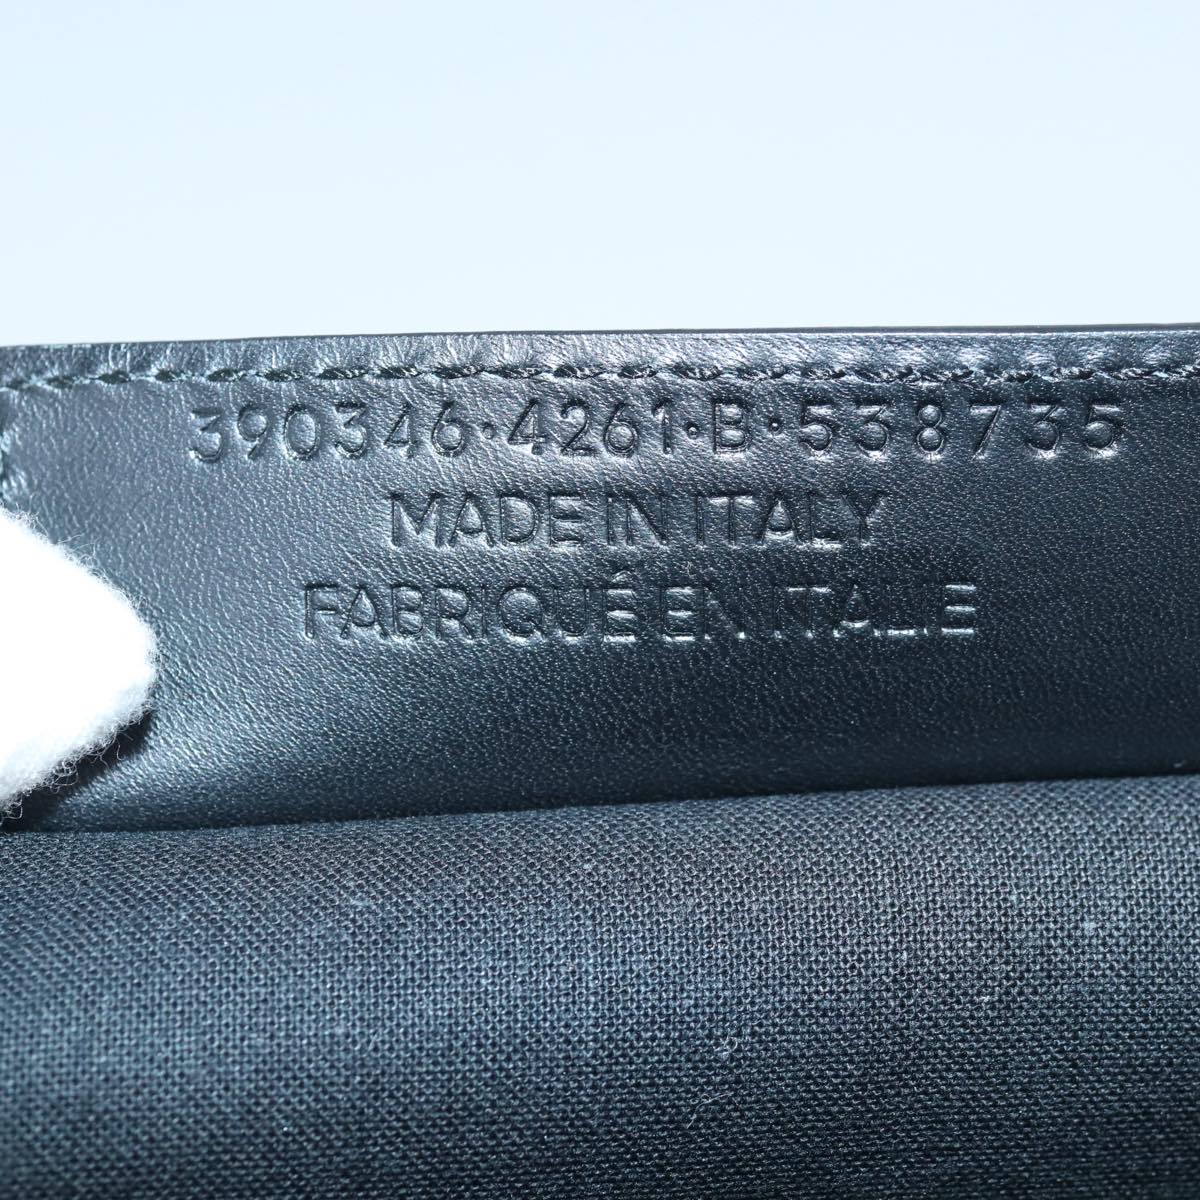 390346·4261·B·538735
MADE IN ITALY
FABRIQUÉ EN ITALIE